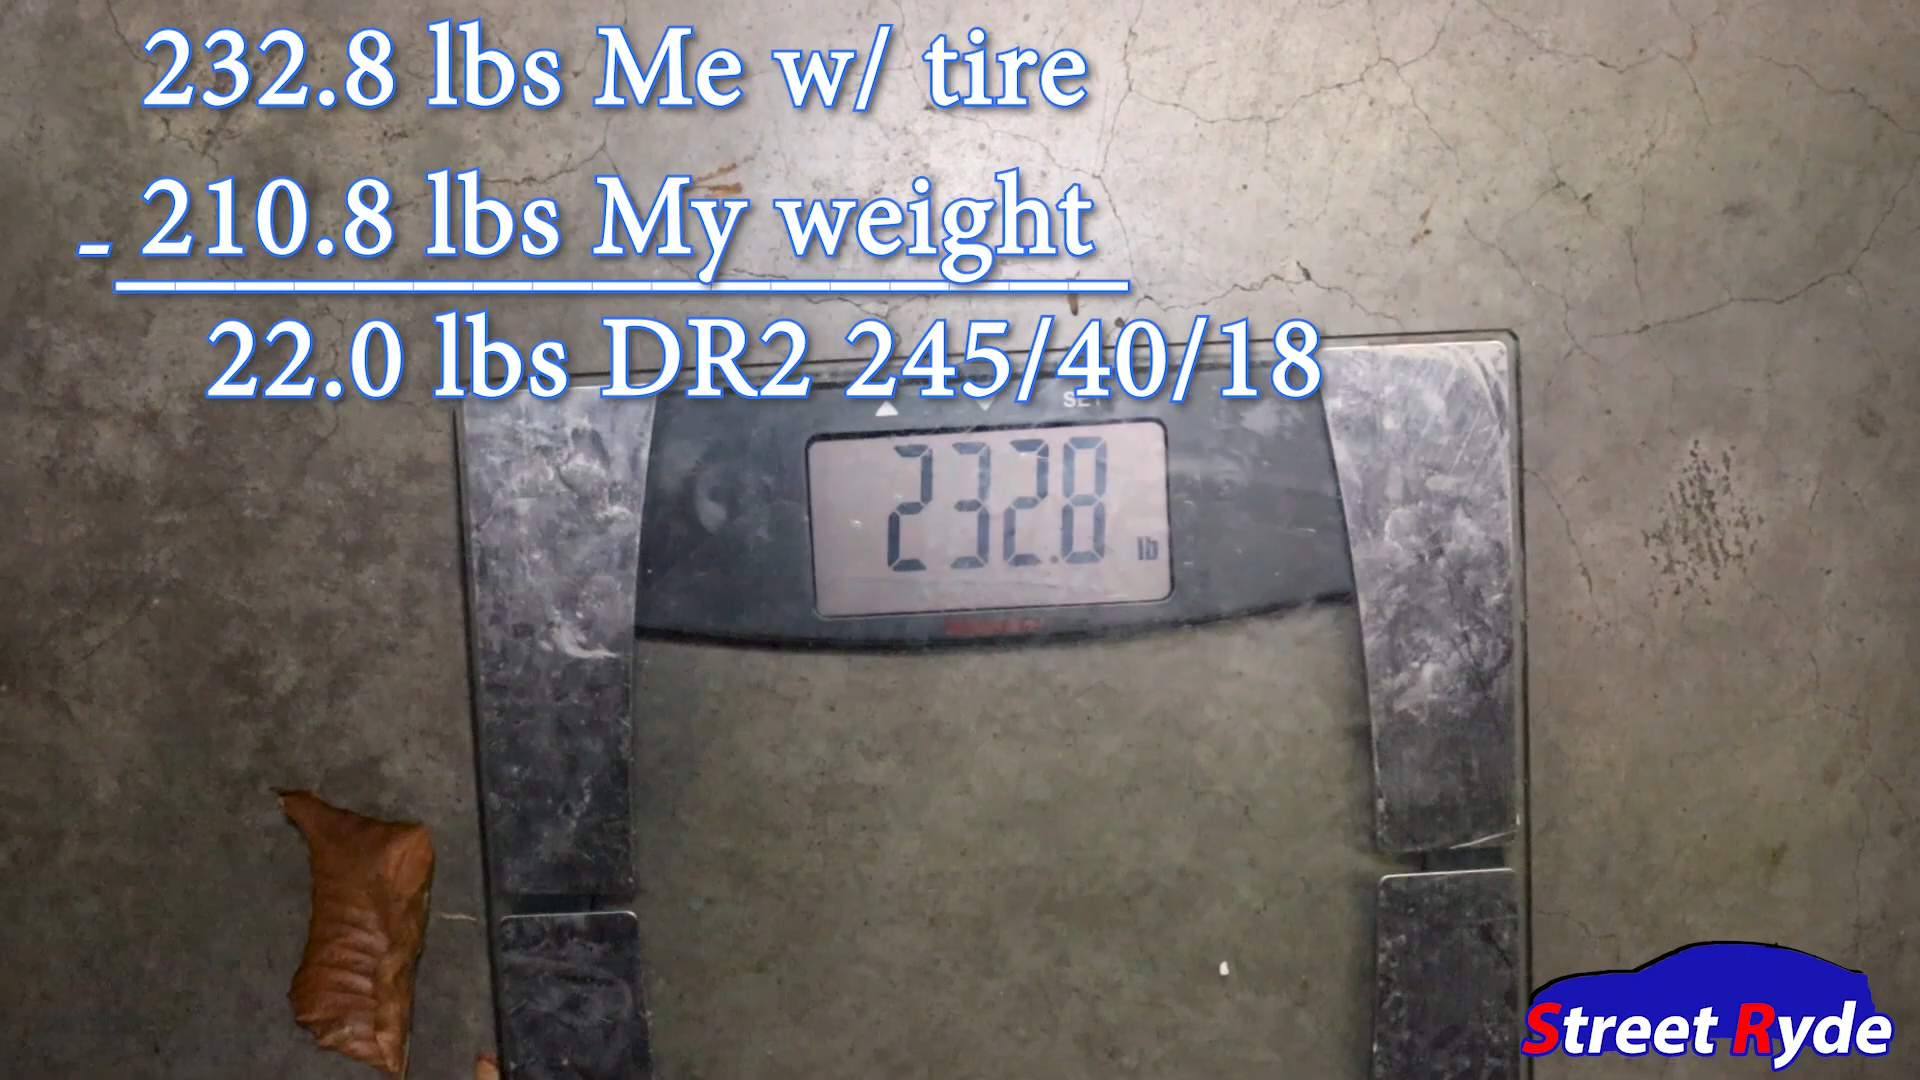 232.8 lbs Me w/ tire
- 210.8 lbs My weight
22.0 lbs DR2 245/40/18
SET
232.8 lb
Street Ryde